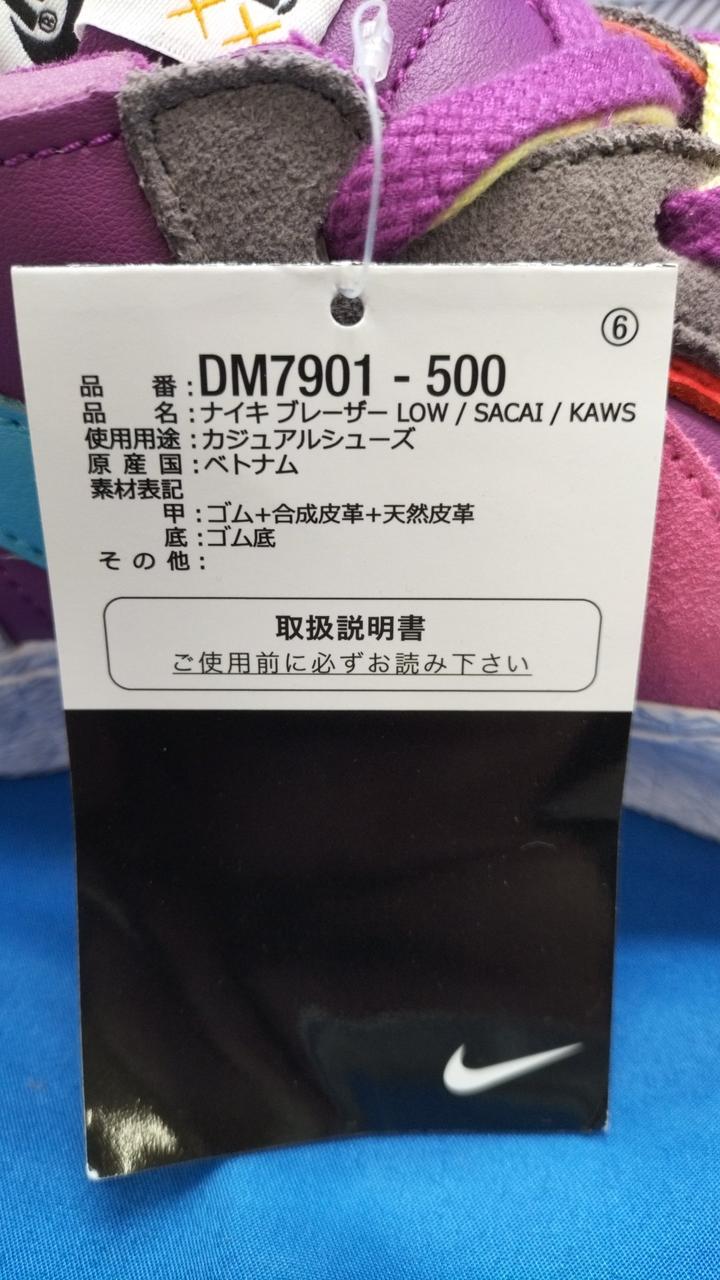 ⑥
品 番:DM7901 - 500
品 名:ナイキ ブレーザー LOW / SACAI / KAWS
使用用途:カジュアルシューズ
原 産 国:ベトナム
素材表記
甲:ゴム+合成皮革+天然皮革
底:ゴム底
そ の 他:
取扱説明書
ご使用前に必ずお読み下さい